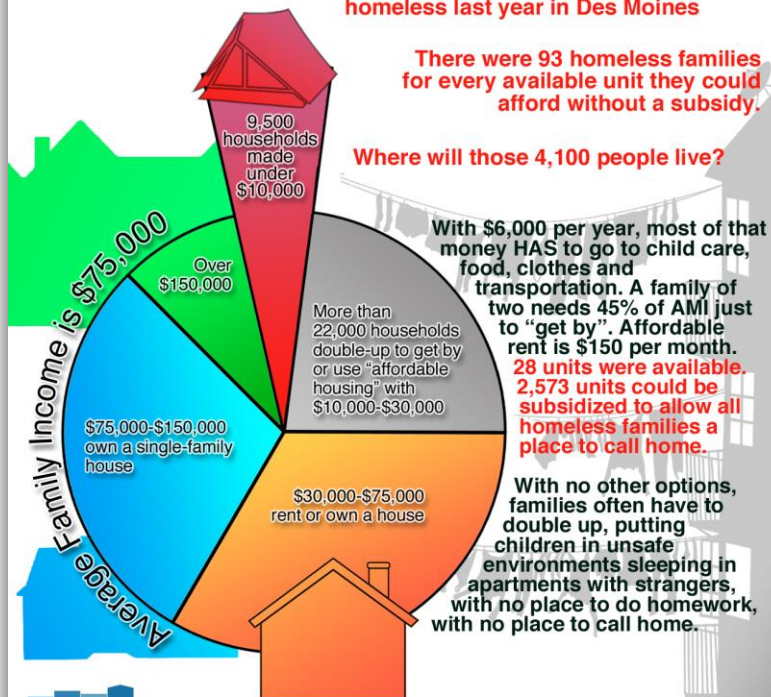 homeless last year in Des Moines
There were 93 homeless families
for every available unit they could
afford without a subsidy.
Where will those 4,100 people live?
9,500
households
made
under
$10,000
Over
$150,000
Average Family Income is $75,000
More than
22,000 households
double-up to get by
or use "affordable
housing" with
$10,000-$30,000
$75,000-$150,000
own a single-family
house
$30,000-$75,000
rent or own a house
With $6,000 per year, most of that
money HAS to go to child care,
food, clothes and
transportation. A family of
two needs 45% of AMI just
to "get by". Affordable
rent is $150 per month.
28 units were available.
2,573 units could be
subsidized to allow all
homeless families a
place to call home.
With no other options,
families often have to
double up, putting
children in unsafe
environments sleeping in
apartments with strangers,
with no place to do homework,
with no place to call home.